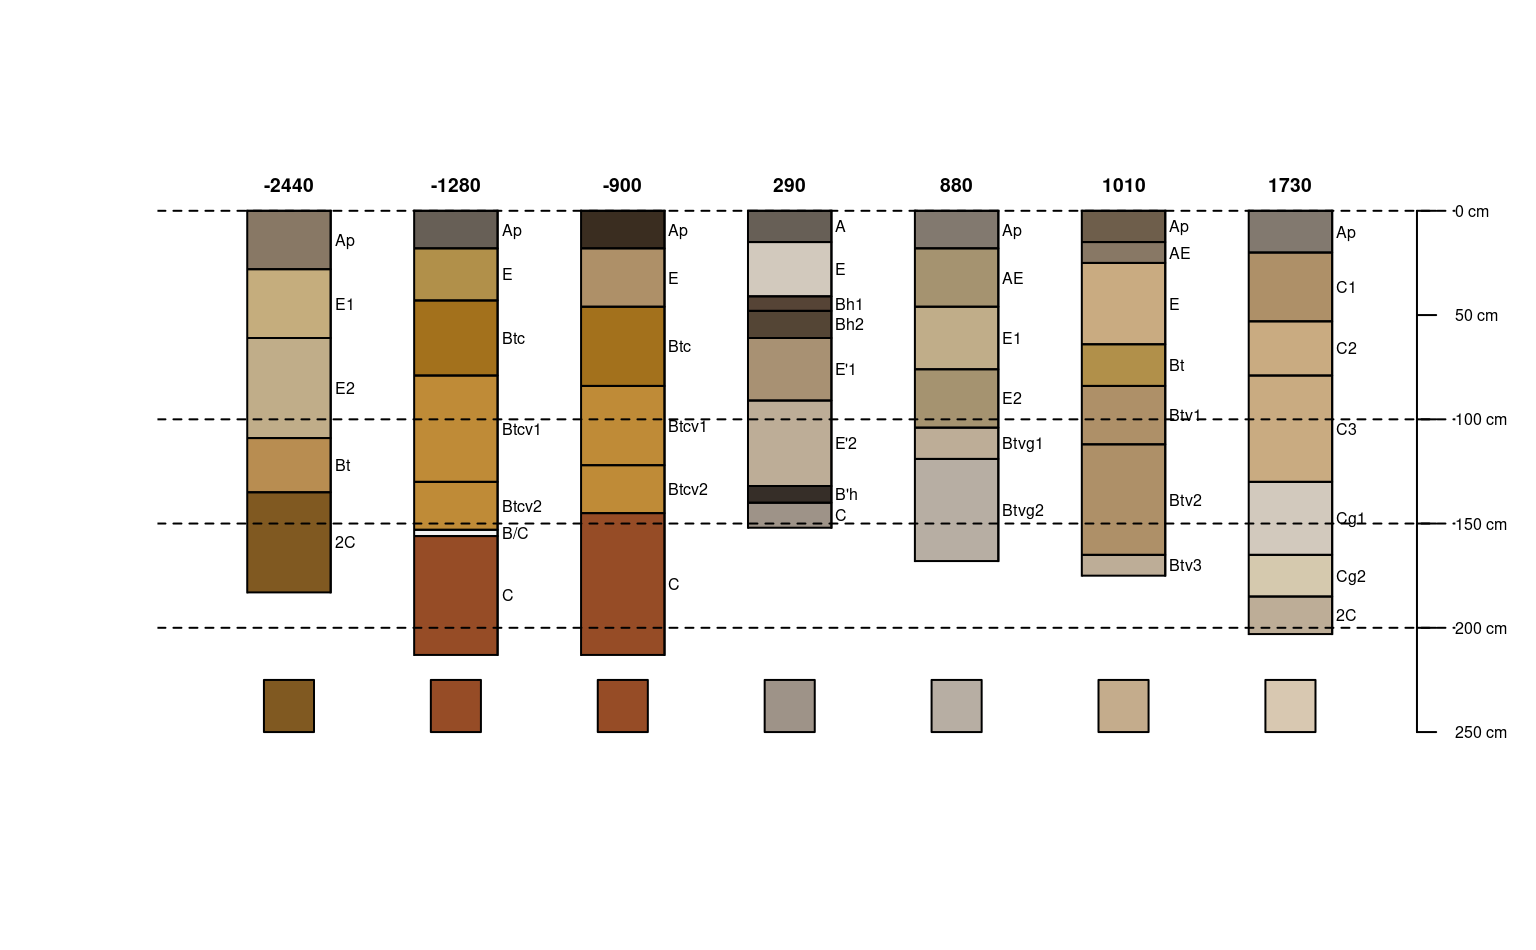 -2440 -1280 -900 290 880 1010 1730
0 cm
50 cm
100 cm
150 cm
200 cm
250 cm
Ap
E1
E2
Bt
2C
Ap
E
Btc
Btcv1
Btcv2
B/C
C
Ap
E
Btc
Btcv1
Btcv2
C
A
E
Bh1
Bh2
E'1
E'2
B'h
C
Ap
AE
E1
E2
Btvg1
Btvg2
Ap
AE
E
Bt
Btv1
Btv2
Btv3
Ap
C1
C2
C3
Cg1
Cg2
2C